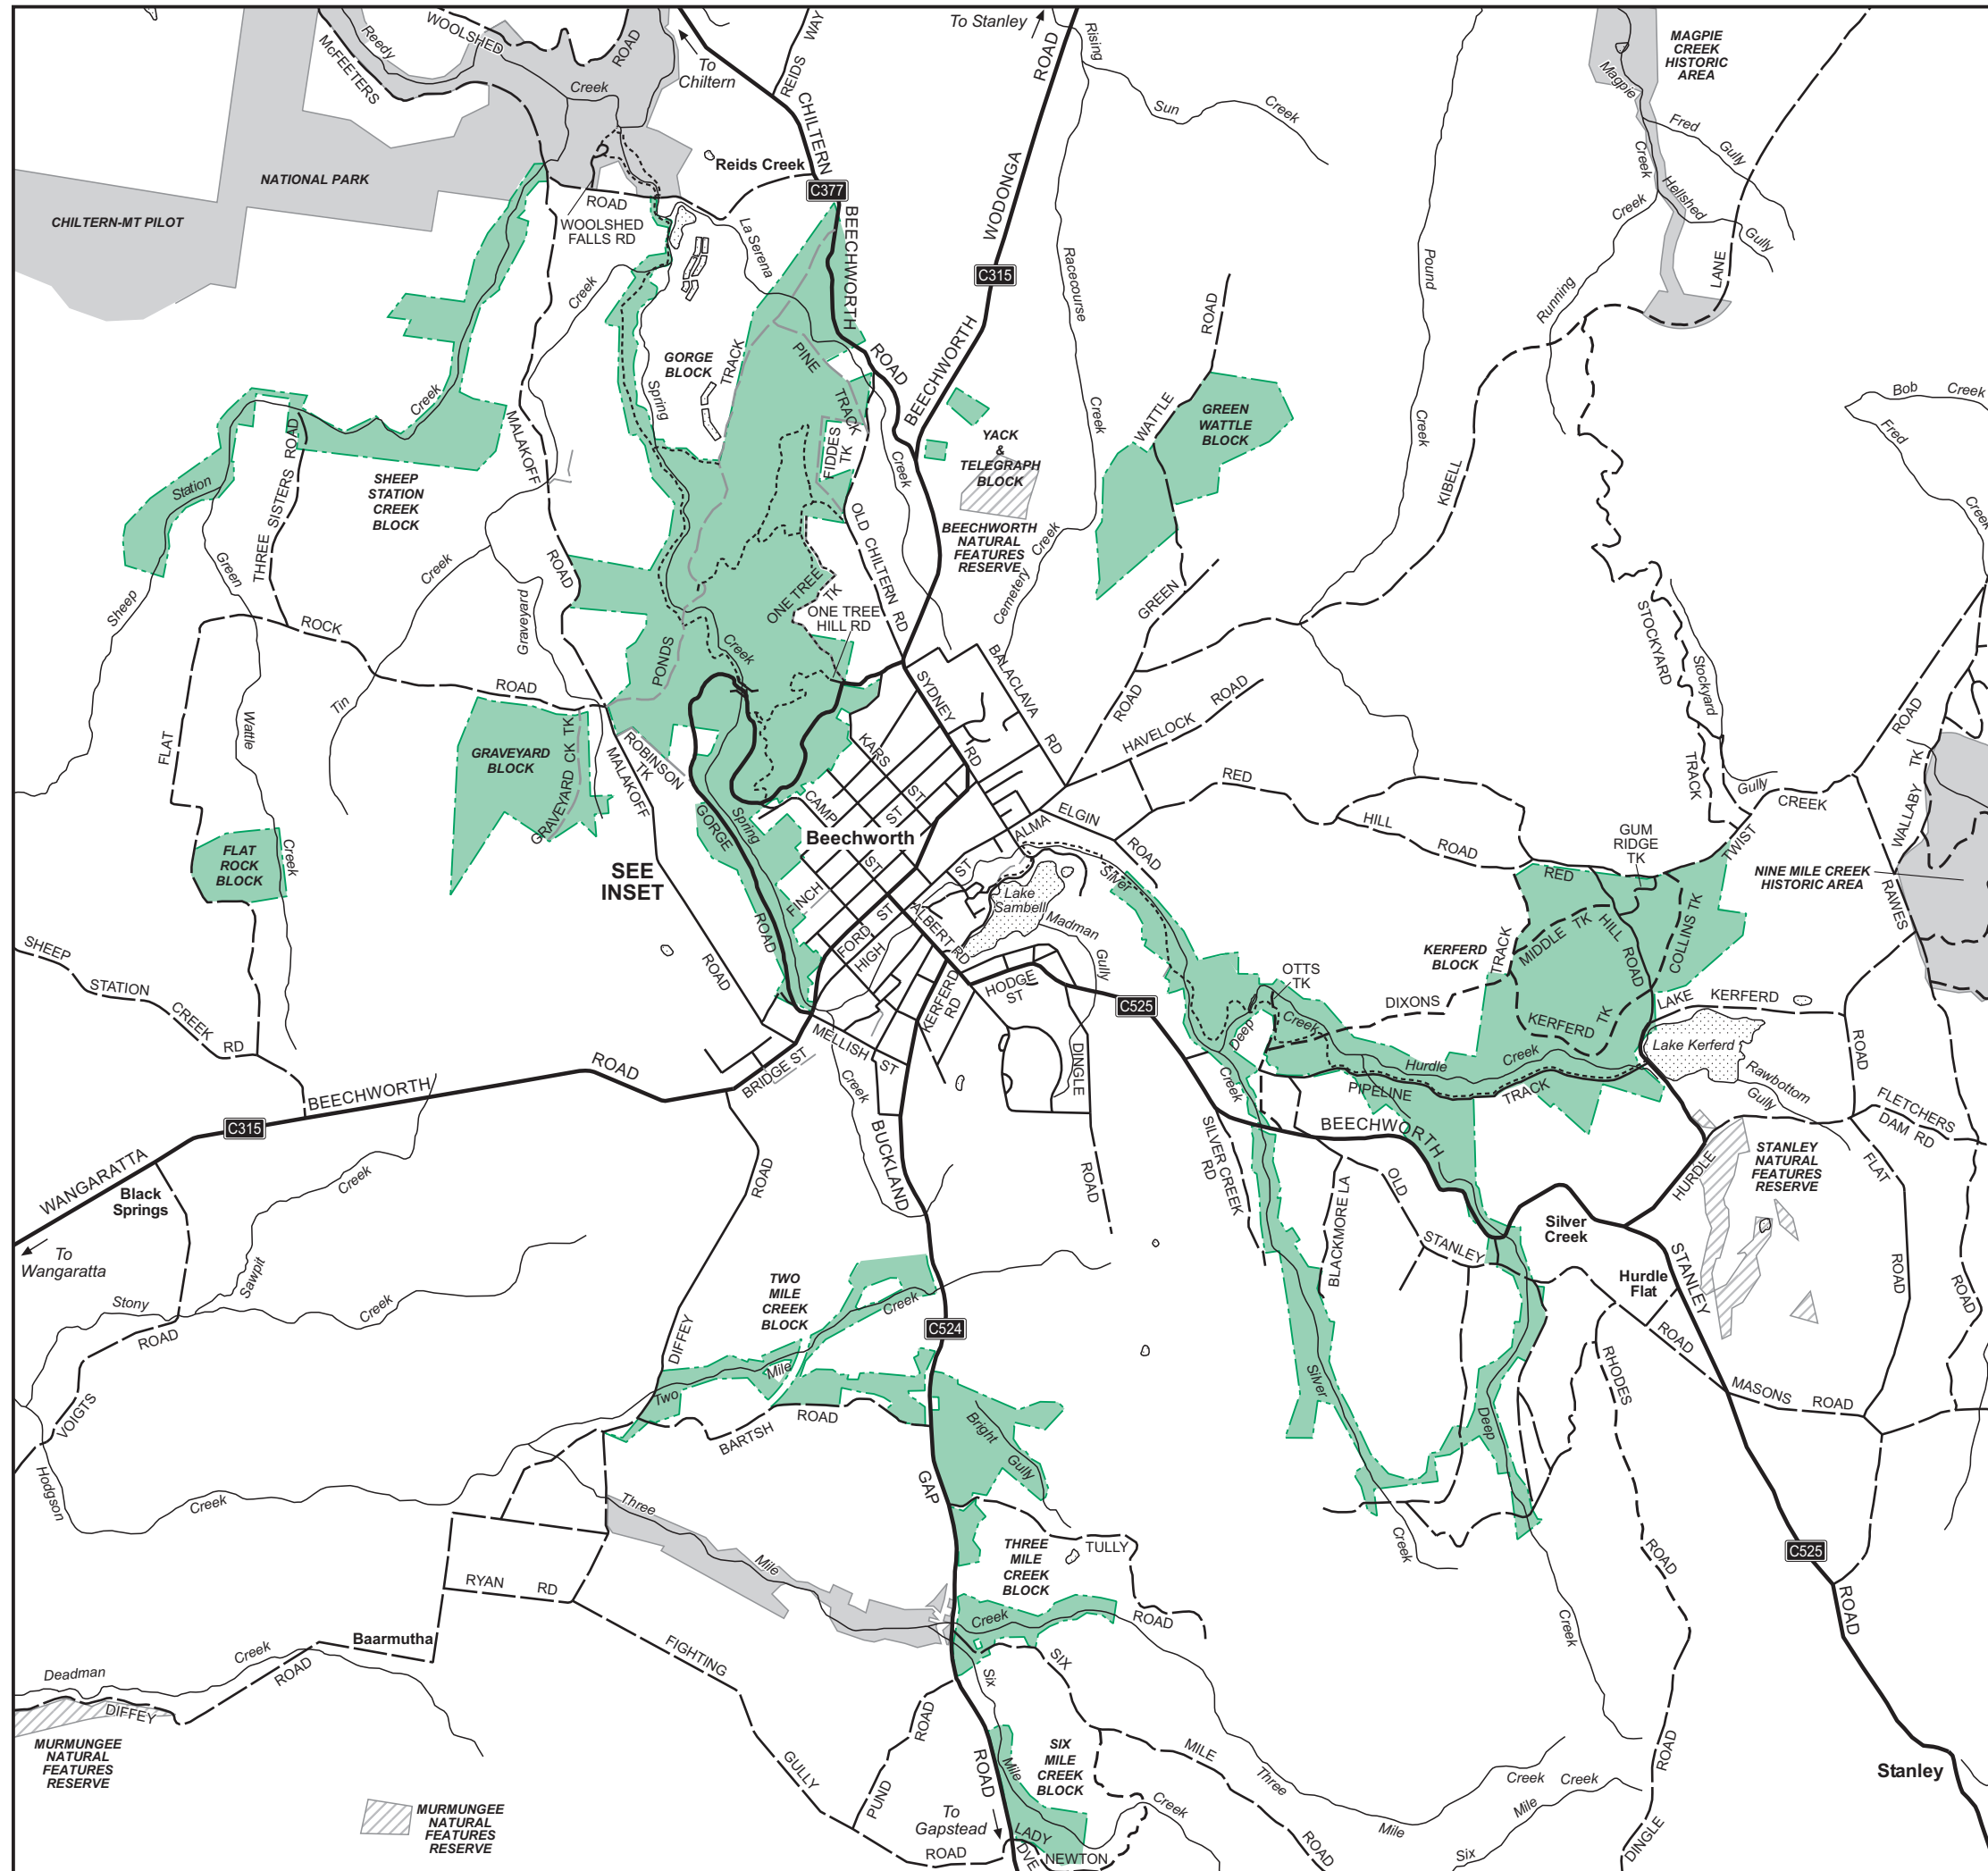 WOOLSHED
ROAD
Reedy
McFEETERS
Creek
To
Chiltern
REIDS WAY
CHILTERN
To Stanley
ROAD
Rising
Sun
Creek
MAGPIE
CREEK
HISTORIC
AREA
Magpie
Creek
Fred
Gully
Hellshed
Gully
Creek
Running
LANE
NATIONAL PARK
CHILTERN-MT PILOT
ROAD
WOOLSHED
FALLS RD
Reids Creek
C377
BEECHWORTH
ROAD
La Serena
Creek
WODONGA
C315
BEECHWORTH
Racecourse
Creek
Pound
Creek
ROAD
WATTLE
GREEN
WATTLE
BLOCK
GREEN
ROAD
Creek
GORGE
BLOCK
TRACK
PINE
TRACK
FIDDES
TK
Spring
YACK
&
TELEGRAPH
BLOCK
BEECHWORTH
NATURAL
FEATURES
RESERVE
Cemetery
Creek
KIBELL
Bob
Creek
Fred
Creek
Creek
Station
THREE SISTERS ROAD
SHEEP
STATION
CREEK
BLOCK
MALAKOFF
ROAD
Sheep
Green
Wattle
Creek
Creek
Tin
Graveyard
ROCK
ROAD
FLAT
OLD CHILTERN RD
ONE TREE
TK
ONE TREE
HILL RD
Creek
PONDS
STOCKYARD
TRACK
Stockyard
Gully
GRAVEYARD
BLOCK
GRAVEYARD CK TK
ROBINSON
TK
MALAKOFF
ROAD
SYDNEY
RD
BALACLAVA
RD
HAVELOCK
ROAD
KARS
ST
CAMP
ST
Beechworth
ST
Spring
GORGE
ROAD
FINCH
FORD
ST
HIGH
ST
ALBERT RD
ALMA
ELGIN
ROAD
RED
HILL
ROAD
GUM
RIDGE
TK
TWIST
CREEK
ROAD
WALLABY
TK
NINE MILE CREEK
HISTORIC AREA
RAWES
FLAT
ROCK
BLOCK
SEE
INSET
Lake
Sambell
Silver
Madman
Gully
HODGE
ST
KERFERD
RD
C525
KERFERD
BLOCK
RED
HILL
ROAD
MIDDLE TK
TRACK
COLLINS TK
KERFERD
TK
OTTS
TK
DIXONS
Deep
Creek
Creek
Hurdle
Creek
LAKE KERFERD
Lake Kerferd
ROAD
Rawbottom
Gully
SHEEP
STATION
CREEK
RD
BEECHWORTH
ROAD
C315
WANGARATTA
Black
Springs
To
Wangaratta
BRIDGE ST
MELLISH
ST
Creek
DINGLE
ROAD
BUCKLAND
PIPELINE
TRACK
BEECHWORTH
SILVER CREEK
RD
BLACKMORE LA
OLD
STANLEY
Silver
Creek
Hurdle
Flat
HURDLE
STANLEY
STANLEY
NATURAL
FEATURES
RESERVE
FLETCHERS
DAM RD
FLAT
ROAD
ROAD
ROAD
Stony
Creek
Sawpit
Creek
ROAD
VOIGTS
Hodgson
Creek
ROAD
DIFFEY
TWO
MILE
CREEK
BLOCK
Creek
Mile
Two
C524
BARTSH
ROAD
Bright
Gully
GAP
Silver
Creek
Deep
Creek
RHODES
ROAD
MASONS
ROAD
C525
ROAD
Three
Mile
THREE
MILE
CREEK
BLOCK
TULLY
ROAD
Creek
RYAN
RD
Baarmutha
Creek
Deadman
ROAD
DIFFEY
MURMUNGEE
NATURAL
FEATURES
RESERVE
MURMUNGEE
NATURAL
FEATURES
RESERVE
FIGHTING
GULLY
ROAD
PUND
ROAD
Six
Mile
SIX
MILE
ROAD
SIX
MILE
CREEK
BLOCK
ROAD
To
Gapstead
LADY
NEWTON
DVE
Creek
Three
Mile
Creek
Six
Mile
Creek
DINGLE
ROAD
Stanley